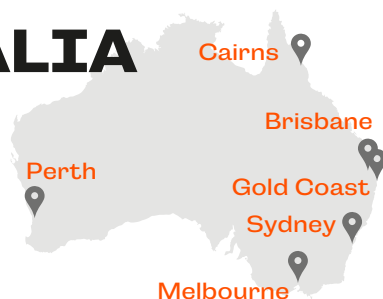 ALIA
Cairns
Brisbane
Perth
Gold Coast
Sydney
Melbourne